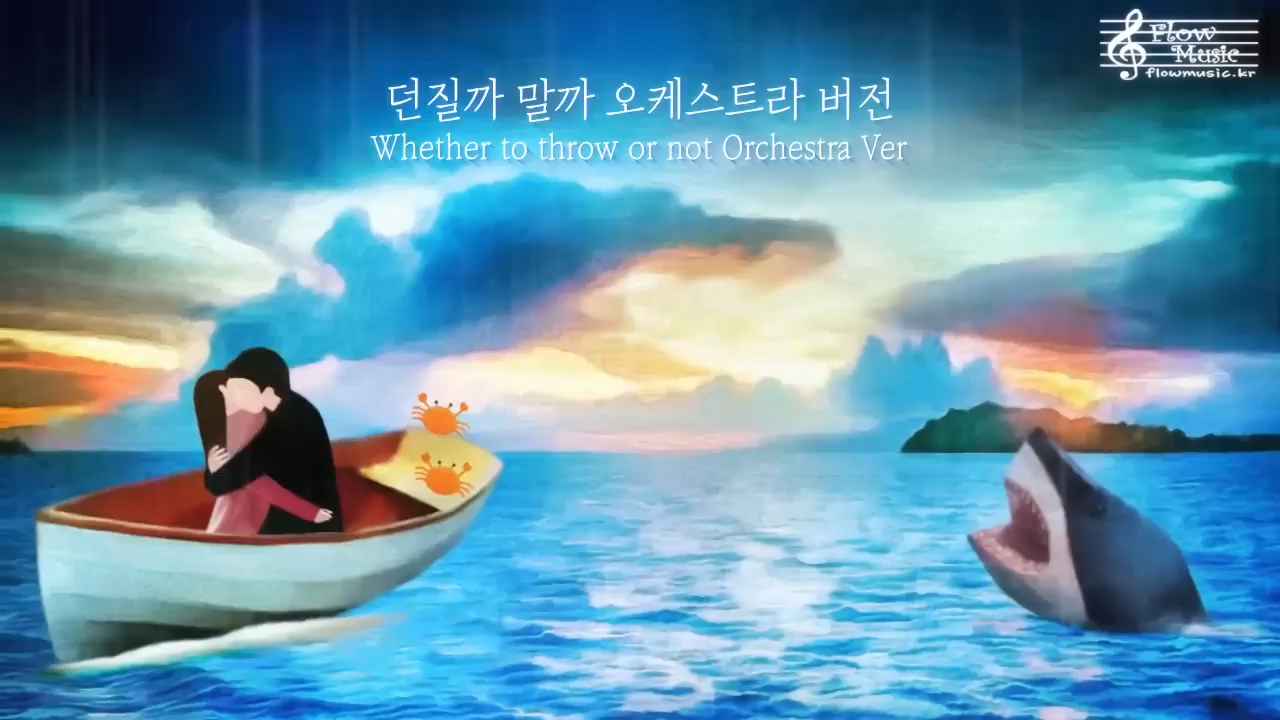 Flow
Music
flowmusic.kr
던질까 말까 오케스트라 버전
Whether to throw or not Orchestra Ver